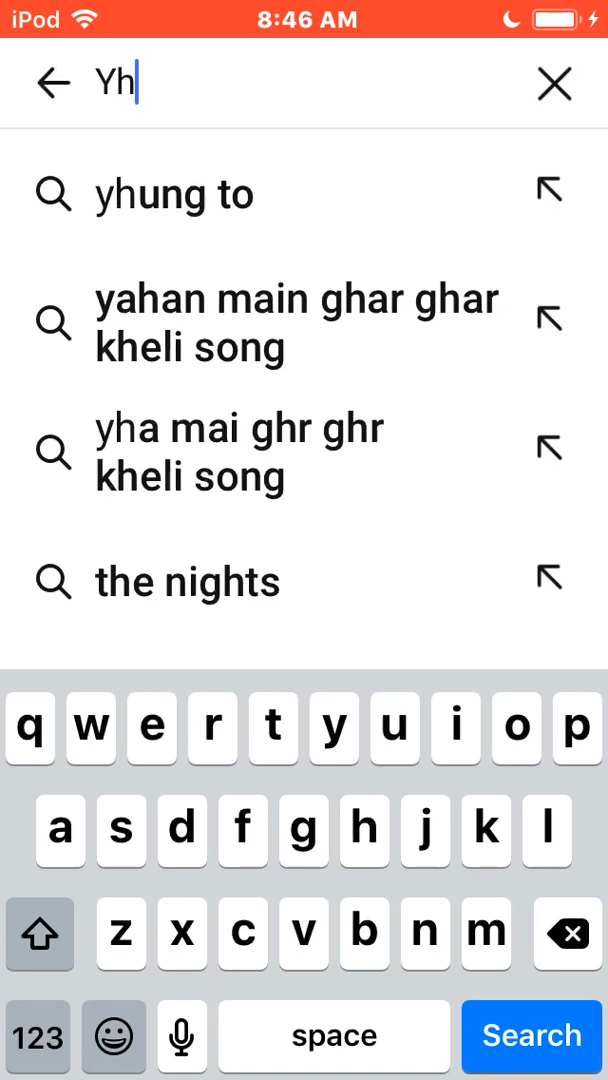 iPod 8:46 AM
Yh
yhung to
yahan main ghar ghar
kheli song
yha mai ghr ghr
kheli song
the nights
q w e r t y u i o p
a s d f g h j k l
z x c v b n m
123 space Search